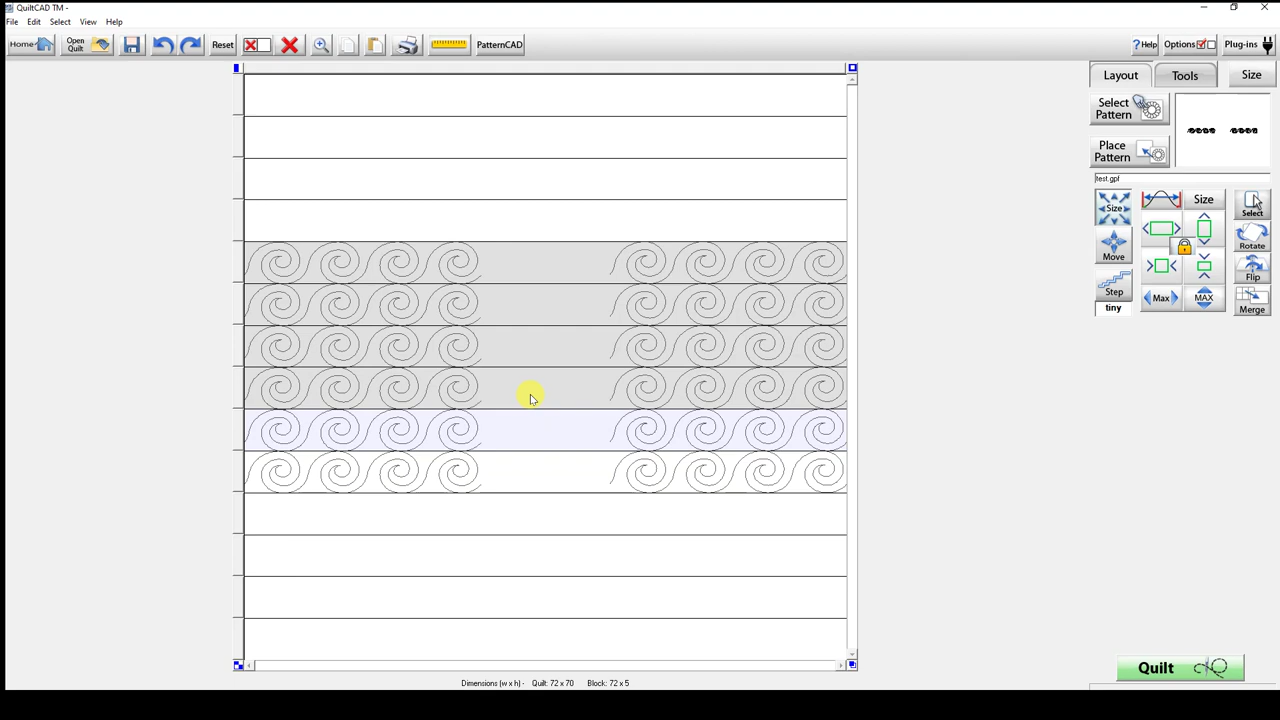 QuiltCAD TM -
File Edit Select View Help
Home Open Quilt Reset PatternCAD Help Options Plug-ins
Layout Tools Size
Select Pattern
Place Pattern
test.gpf
Size Size Select
Move Rotate
Step Flip
tiny Max MAX Merge
Quilt
Dimensions (w x h) - Quilt: 72 x 70 Block: 72 x 5